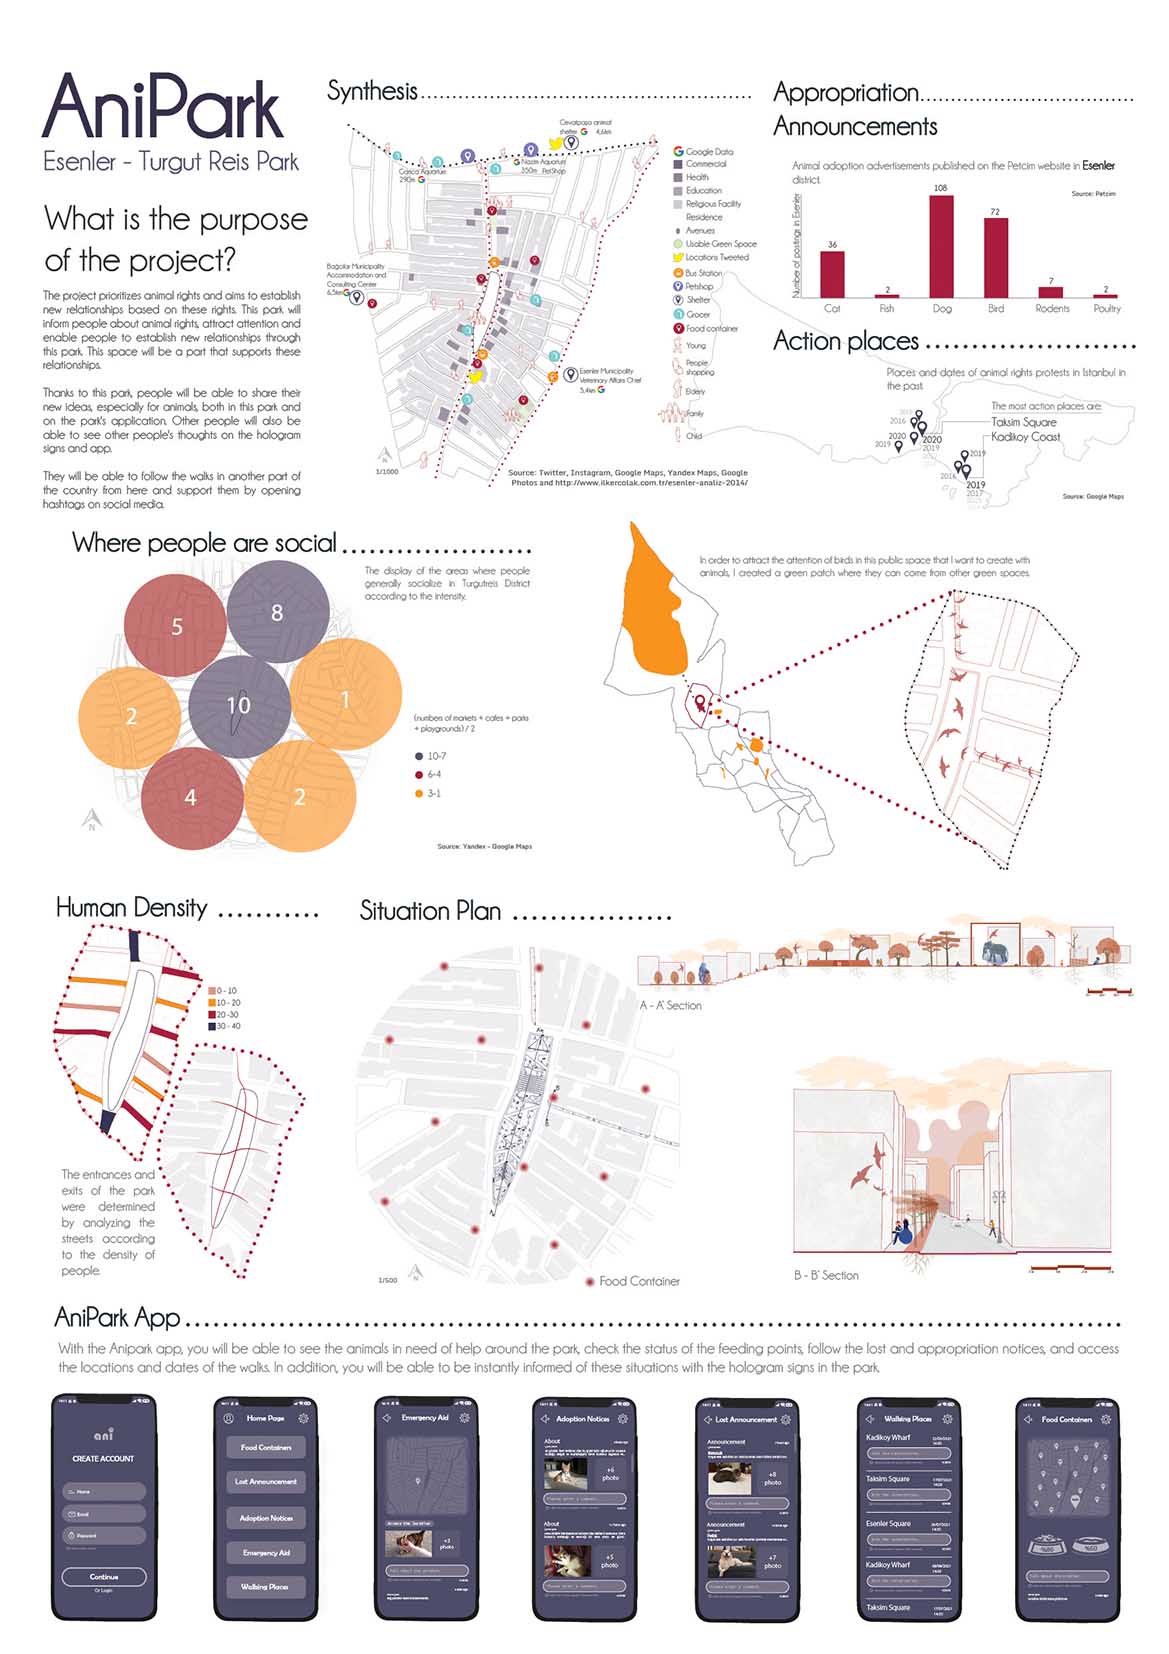 AniPark
Esenler - Turgut Reis Park
What is the purpose
of the project?
The project prioritizes animal rights and aims to establish
new relationships based on these rights. This park will
inform people about animal rights, attract attention and
enable people to establish new relationships through
this park. This space will be a part that supports these
relationships.
Thanks to this park, people will be able to share their
new ideas, especially for animals, both in this park and
on the park's application. Other people will also be
able to see other people's thoughts on the hologram
signs and app.
They will be able to follow the walks in another part of
the country from here and support them by opening
hashtags on social media.
Synthesis
Cevatpaşa animal
shelter G 4,6km
Nazım Aquarium
350m PetShop
Canca Aquarium
290m
Bağcılar Municipality
Accommodation and
Consulting Center
6,5km
Esenler Municipality
Veterinary Affairs Chief
5,4km
1/1000
Google Data
Commercial
Health
Education
Religious Facility
Residence
Avenues
Usable Green Space
Locations Tweeted
Bus Station
Petshop
Shelter
Grocer
Food container
Young
People
shopping
Elderly
Family
Child
Source: Twitter, Instagram, Google Maps, Yandex Maps, Google
Photos and http://www.ilkercolak.com.tr/esenler-analiz-2014/
Appropriation
Announcements
Animal adoption advertisements published on the Petcim website in Esenler
district.
Source: Petcim
Number of postings in Esenler
36
2
108
72
7
2
Cat
Fish
Dog
Bird
Rodents
Poultry
Action places
Places and dates of animal rights protests in Istanbul in
the past.
The most action places are:
Taksim Square
Kadikoy Coast
2016
2020
2019
2020
2019
2019
2019
2017
Source: Google Maps
Where people are social
The display of the areas where people
generally socialize in Turgutreis District
according to the intensity.
5
8
2
10
1
4
2
(numbers of markets + cafes + parks
+ playgrounds) / 2
10-7
6-4
3-1
N
Source: Yandex - Google Maps
In order to attract the attention of birds in this public space that I want to create with
animals, I created a green patch where they can come from other green spaces.
Human Density
0 - 10
10 - 20
20 -30
30 - 40
The entrances and
exits of the park
were determined
by analyzing the
streets according
to the density of
people.
Situation Plan
1/500
N
Food Container
A - A' Section
B - B' Section
AniPark App
With the Anipark app, you will be able to see the animals in need of help around the park, check the status of the feeding points, follow the lost and appropriation notices, and access
the locations and dates of the walks. In addition, you will be able to be instantly informed of these situations with the hologram signs in the park.
ani
CREATE ACCOUNT
Name
Email
Password
Continue
Or Login
Home Page
Food Containers
Lost Announcement
Adoption Notices
Emergency Aid
Walking Places
Emergency Aid
+3
photo
Adoption Notices
About
+6
photo
Please enter a comment.
About
+5
photo
Please enter a comment.
Lost Announcement
Announcement
+8
photo
Please enter a comment.
Announcement
+7
photo
Please enter a comment.
Walking Places
Kadikoy Wharf
Taksim Square
Esenler Square
Kadikoy Wharf
Taksim Square
Food Containers
%60